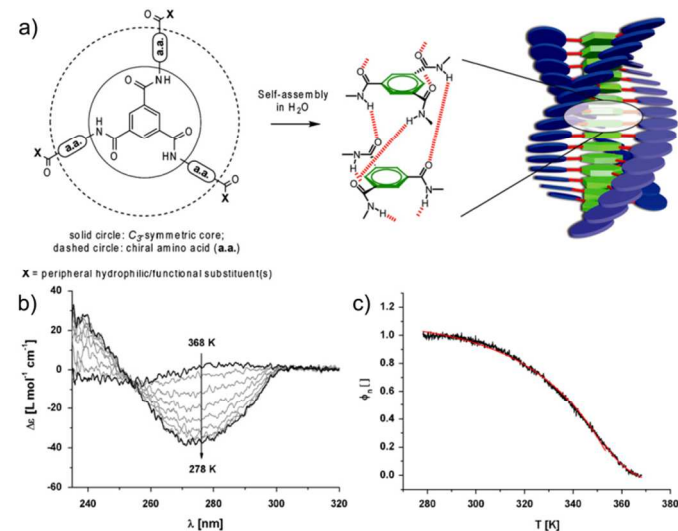 a)
O X
a.a.
O NH
H N
X O a.a. O
O NH a.a. O X
Self-assembly
in H2O
solid circle: C3-symmetric core;
dashed circle: chiral amino acid (a.a.)
X = peripheral hydrophilic/functional substituent(s)
O N H
O
N-H
H-N
N-H O
O O
N-H H-N
b)
40
20
0
-20
-40
-60
368 K
278 K
240 260 280 300 320
Δε [L mol-1 cm-1]
λ [nm]
c)
1.2
1.0
0.8
0.6
0.4
0.2
0.0
280 300 320 340 360 380
ϕn [ ]
T [K]